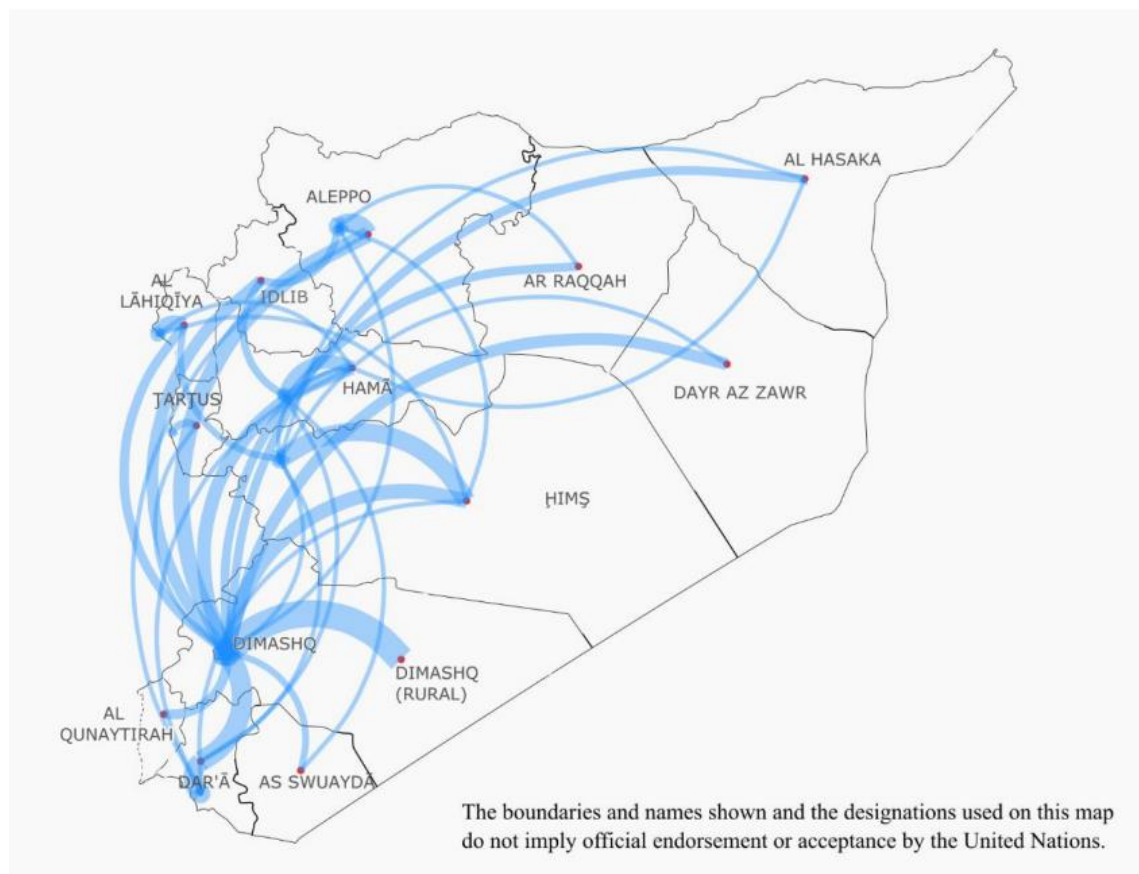 AL HASAKA
ALEPPO
AR RAQQAH
AL
LĀHIQĪYA
IDLIB
HAMĀ
DAYR AZ ZAWR
ṬARṬUS
ḨIMŞ
DIMASHQ
DIMASHQ
(RURAL)
AL
QUNAYTIRAH
DAR'Ā
AS SWUAYDĀ
The boundaries and names shown and the designations used on this map
do not imply official endorsement or acceptance by the United Nations.